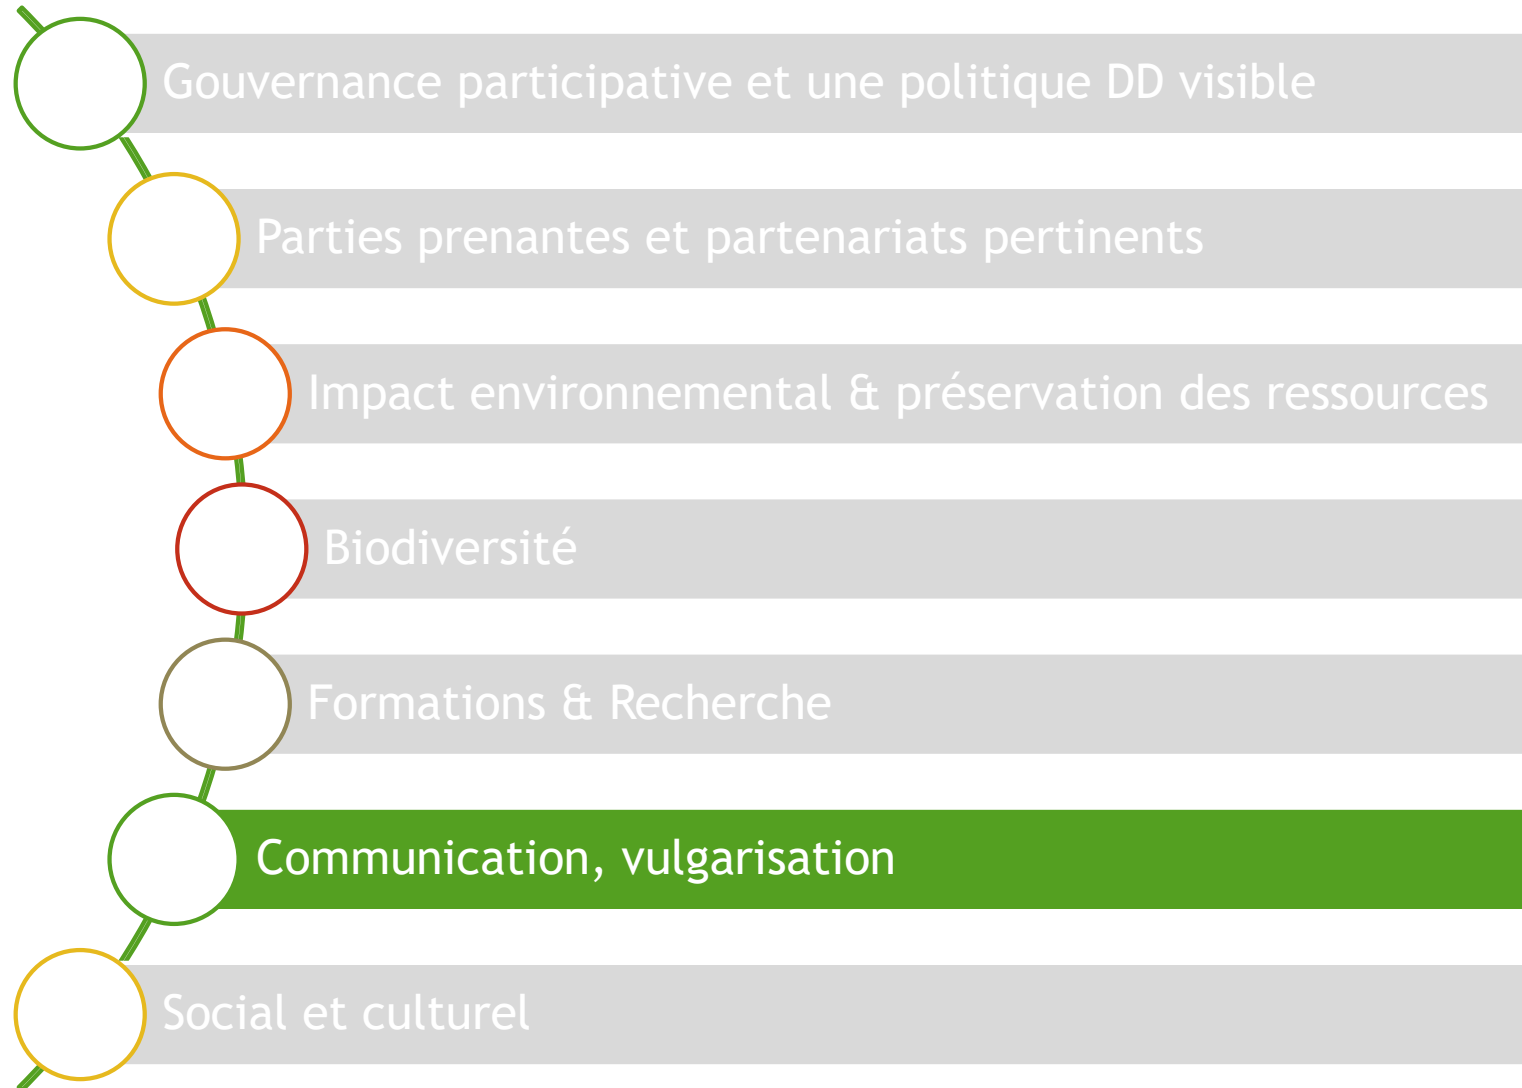 Gouvernance participative et une politique DD visible
Parties prenantes et partenariats pertinents
Impact environnemental & préservation des ressources
Biodiversité
Formations & Recherche
Communication, vulgarisation
Social et culturel